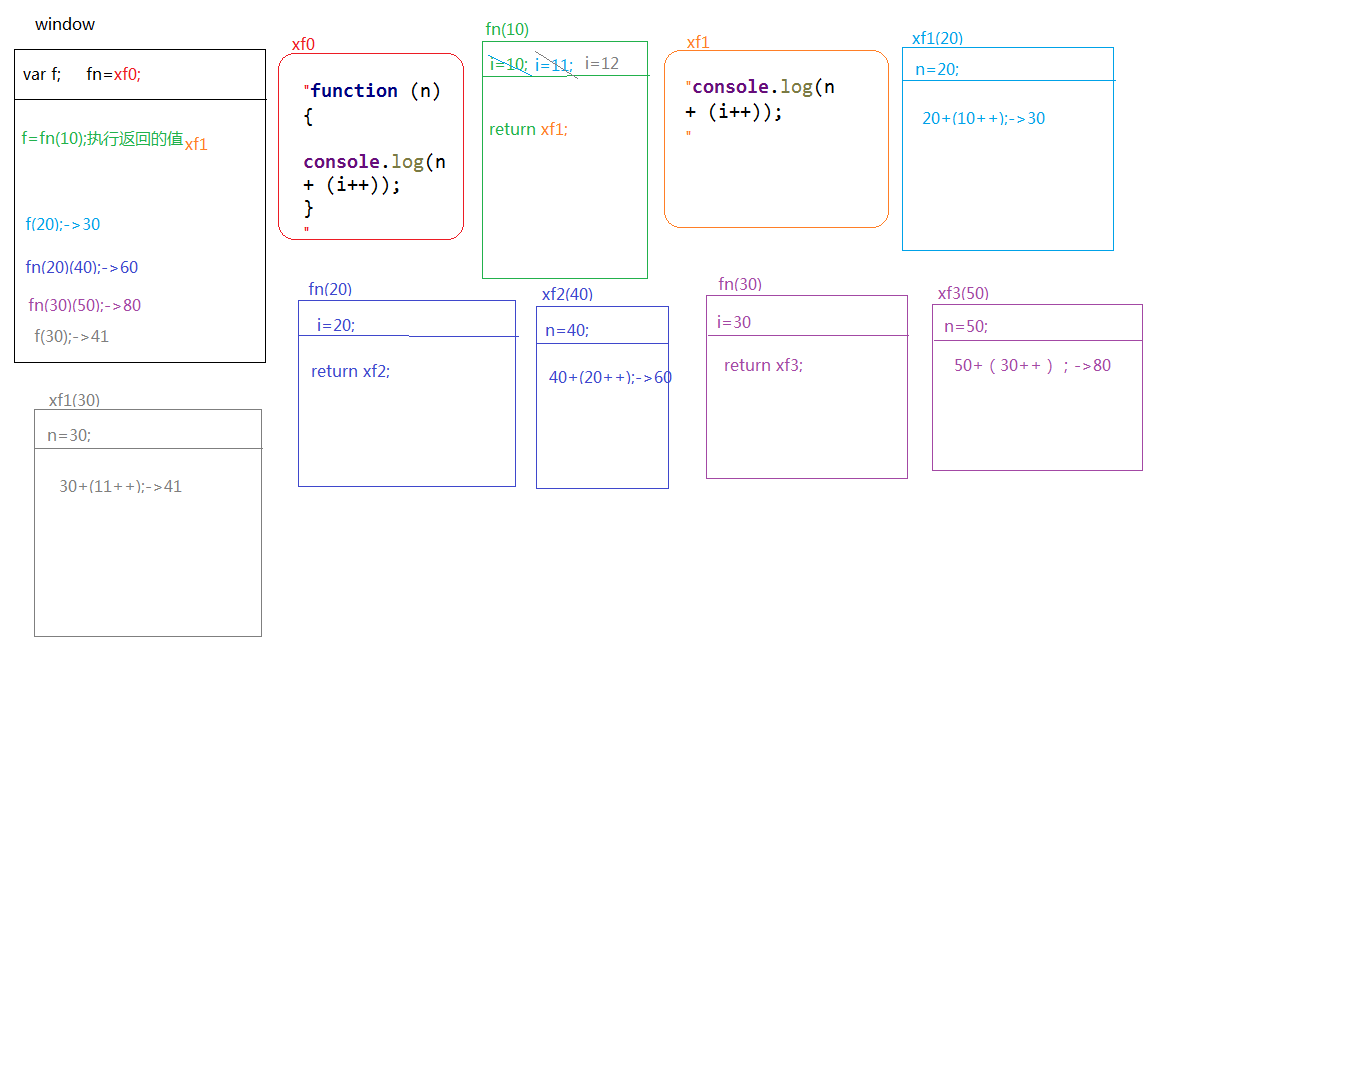 window
var f; fn=xf0;
f=fn(10);执行返回的值xf1
f(20);->30
fn(20)(40);->60
fn(30)(50);->80
f(30);->41
xf0
"function (n)
{
console.log(n
+ (i++));
}
"
fn(10)
i=10; i=11; i=12
return xf1;
xf1
"console.log(n
+ (i++));
"
xf1(20)
n=20;
20+(10++);->30
fn(20)
i=20;
return xf2;
xf2(40)
n=40;
40+(20++);->60
fn(30)
i=30
return xf3;
xf3(50)
n=50;
50+（30++）；->80
xf1(30)
n=30;
30+(11++);->41